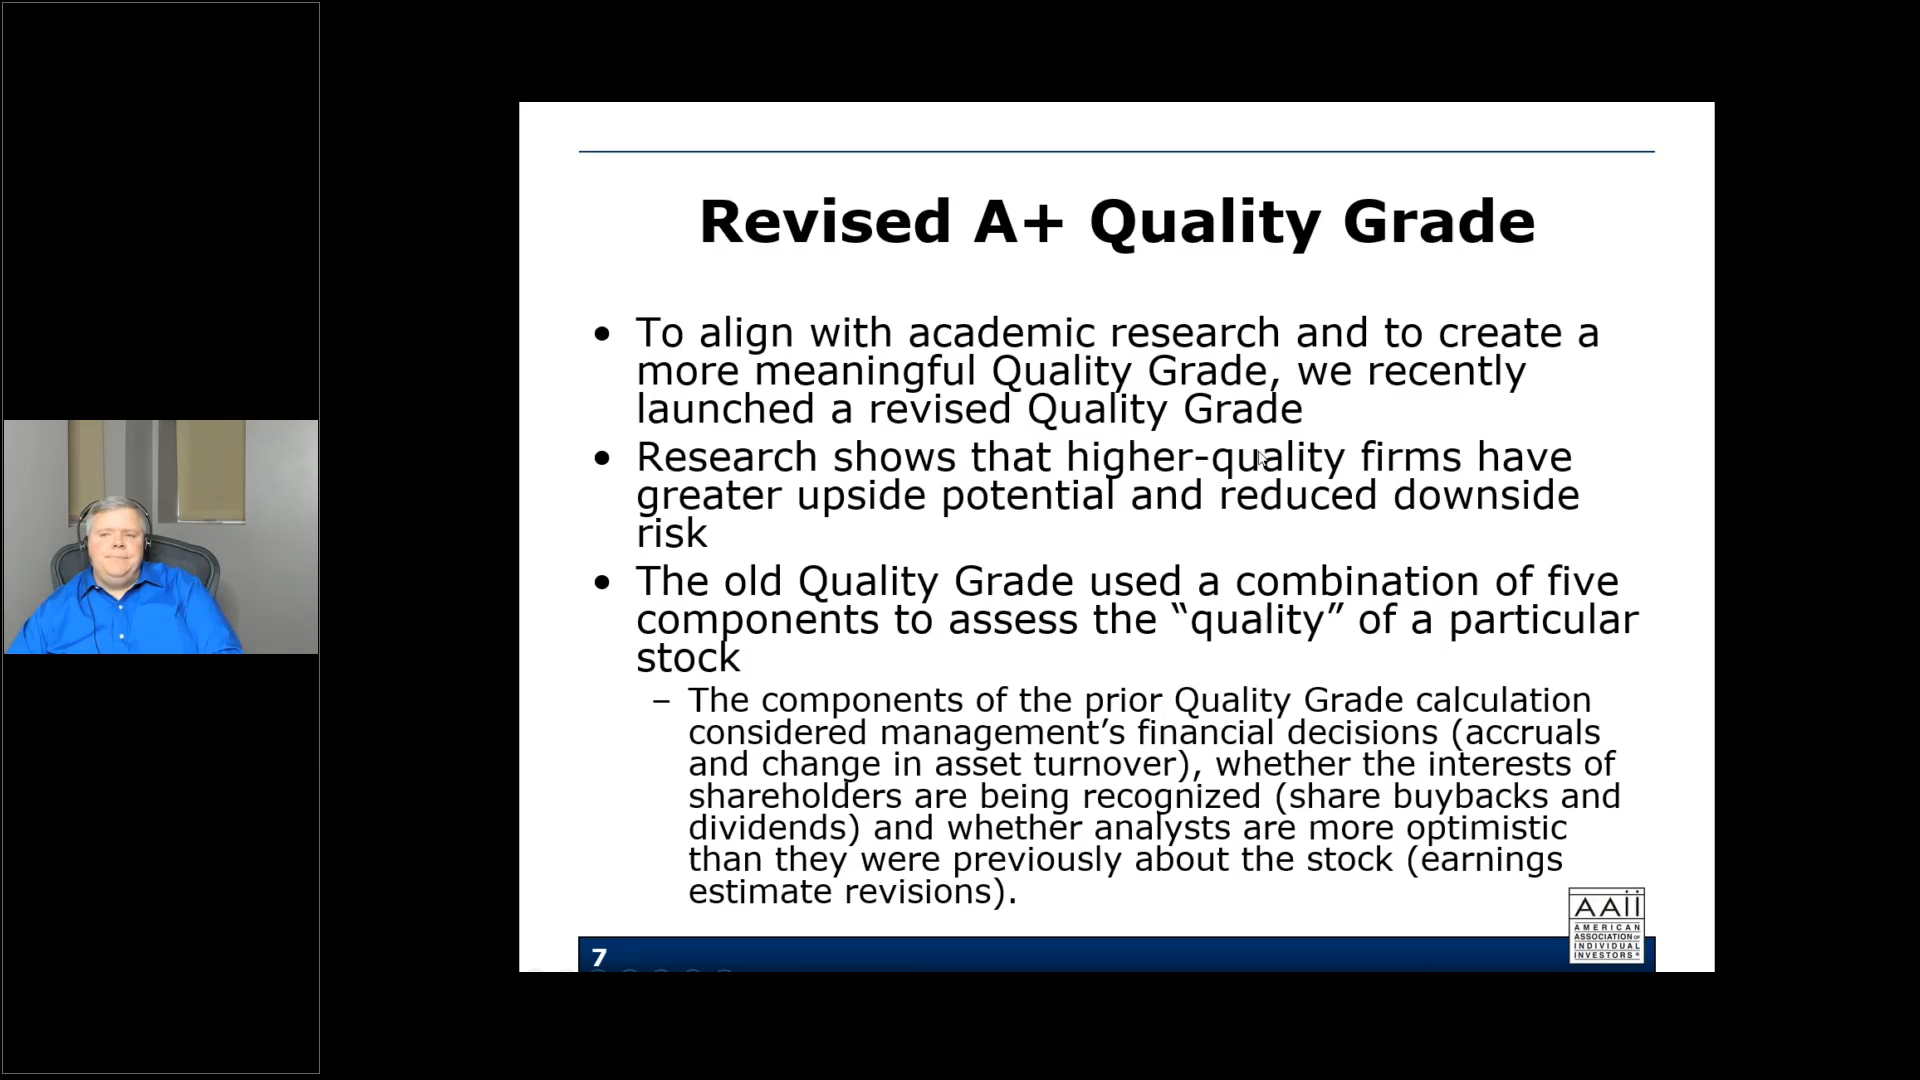 Revised A+ Quality Grade
• To align with academic research and to create a
more meaningful Quality Grade, we recently
launched a revised Quality Grade
• Research shows that higher-quality firms have
greater upside potential and reduced downside
risk
• The old Quality Grade used a combination of five
components to assess the “quality” of a particular
stock
– The components of the prior Quality Grade calculation
considered management’s financial decisions (accruals
and change in asset turnover), whether the interests of
shareholders are being recognized (share buybacks and
dividends) and whether analysts are more optimistic
than they were previously about the stock (earnings
estimate revisions).
7
AAii
AMERICAN
ASSOCIATION OF
INDIVIDUAL
INVESTORS®